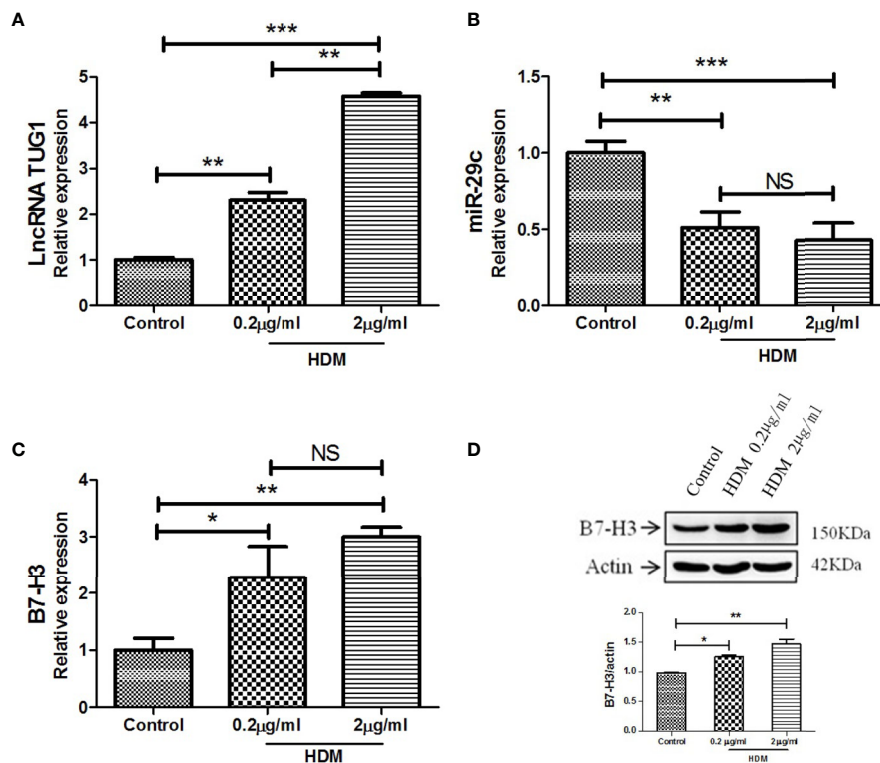 A
***
**
**
LncRNA TUG1
Relative expression
5
4
3
2
1
0
Control
0.2μg/ml
2μg/ml
HDM
B
***
**
NS
miR-29c
Relative expression
1.5
1.0
0.5
0.0
Control
0.2μg/ml
2μg/ml
HDM
C
NS
**
*
B7-H3
Relative expression
4
3
2
1
0
Control
0.2μg/ml
2μg/ml
HDM
D
Control
HDM 0.2μg/ml
HDM 2μg/ml
B7-H3
150KDa
Actin
42KDa
**
*
B7-H3/actin
2.0
1.5
1.0
0.5
0.0
Control
0.2 μg/ml
2μg/ml
HDM